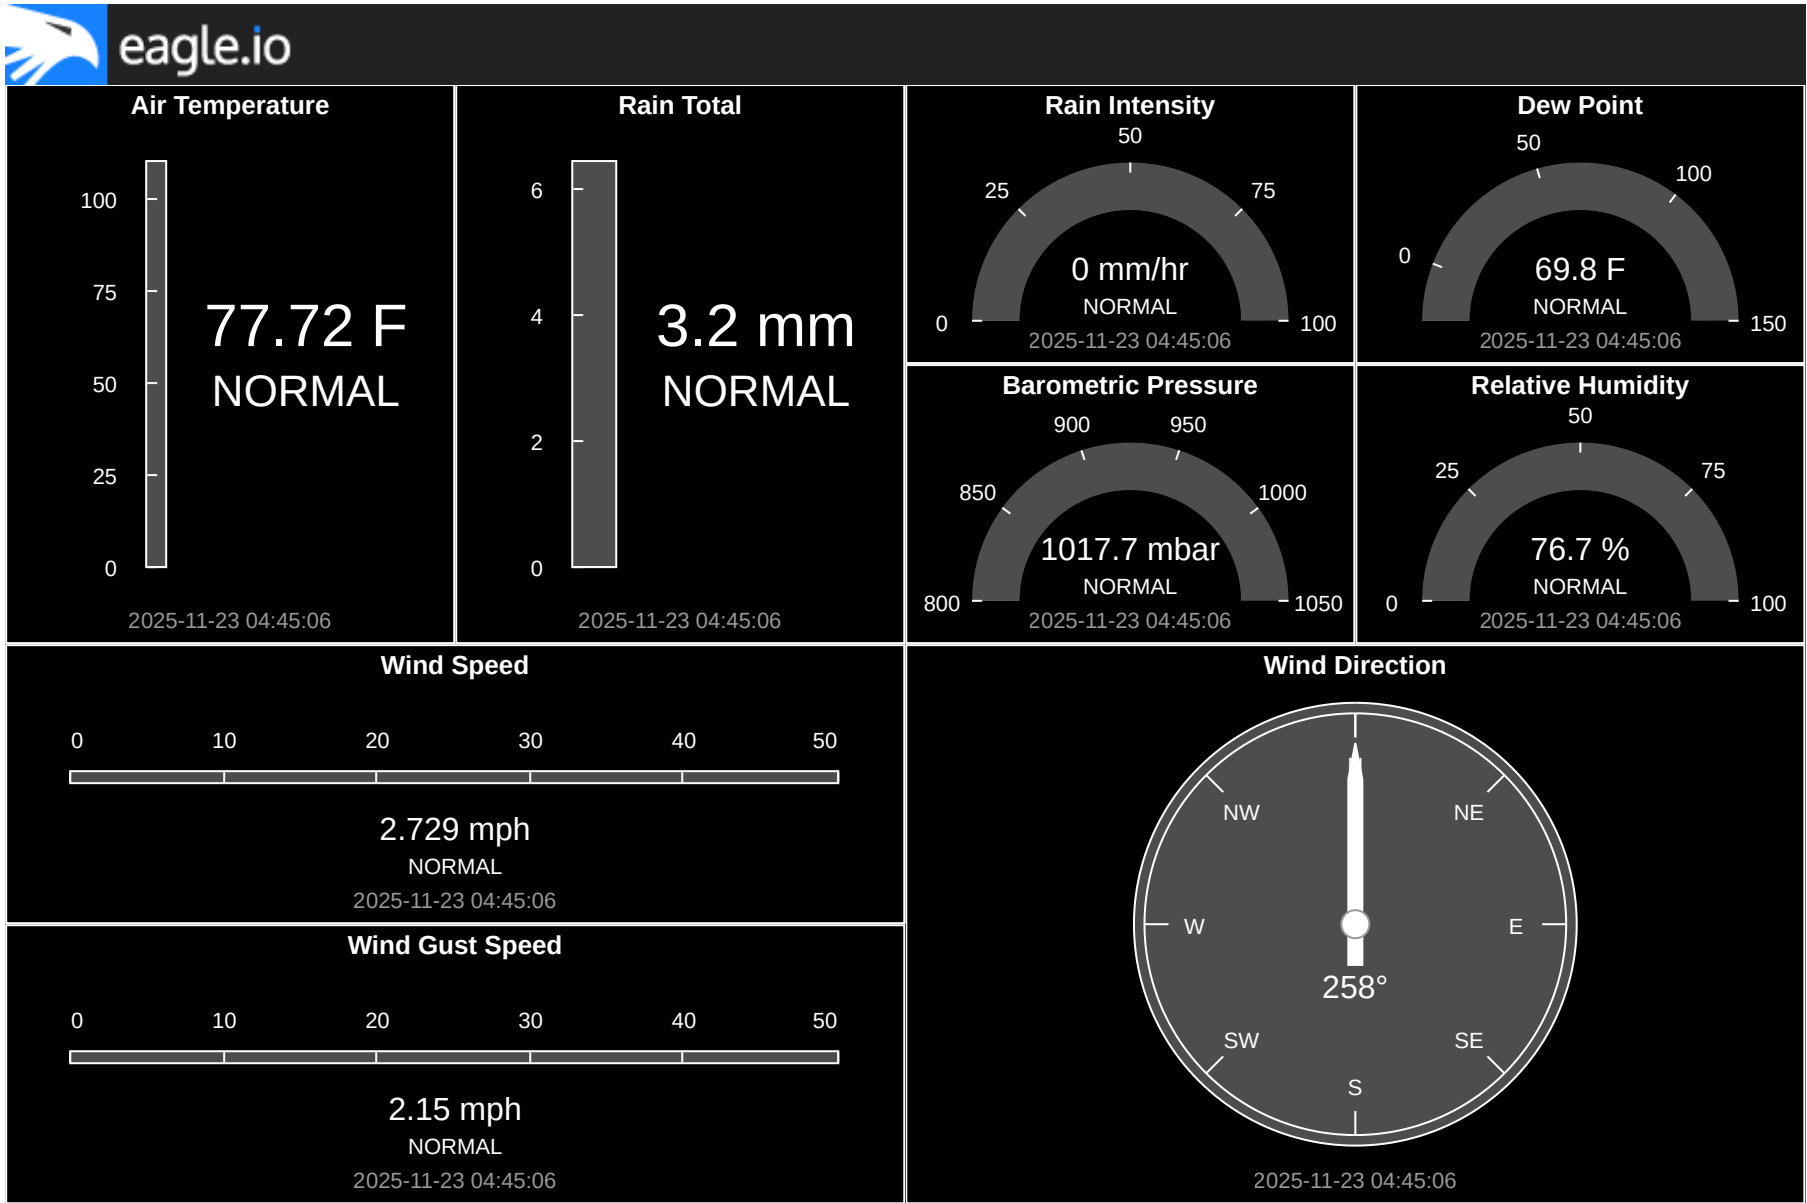 eagle.io
Air Temperature
100
75
50
25
0
77.72 F
NORMAL
2025-11-23 04:45:06
Rain Total
6
4
2
0
3.2 mm
NORMAL
2025-11-23 04:45:06
Rain Intensity
50
25
75
0
100
0 mm/hr
NORMAL
2025-11-23 04:45:06
Dew Point
50
100
0
150
69.8 F
NORMAL
2025-11-23 04:45:06
Barometric Pressure
900
950
850
1000
800
1050
1017.7 mbar
NORMAL
2025-11-23 04:45:06
Relative Humidity
50
25
75
0
100
76.7 %
NORMAL
2025-11-23 04:45:06
Wind Speed
0 10 20 30 40 50
2.729 mph
NORMAL
2025-11-23 04:45:06
Wind Gust Speed
0 10 20 30 40 50
2.15 mph
NORMAL
2025-11-23 04:45:06
Wind Direction
NW NE
W E
258°
SW SE
S
2025-11-23 04:45:06